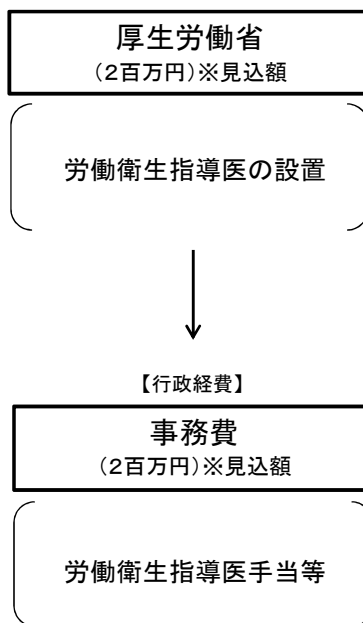 厚生労働省
（２百万円）※見込額
労働衛生指導医の設置
【行政経費】
事務費
（２百万円）※見込額
労働衛生指導医手当等